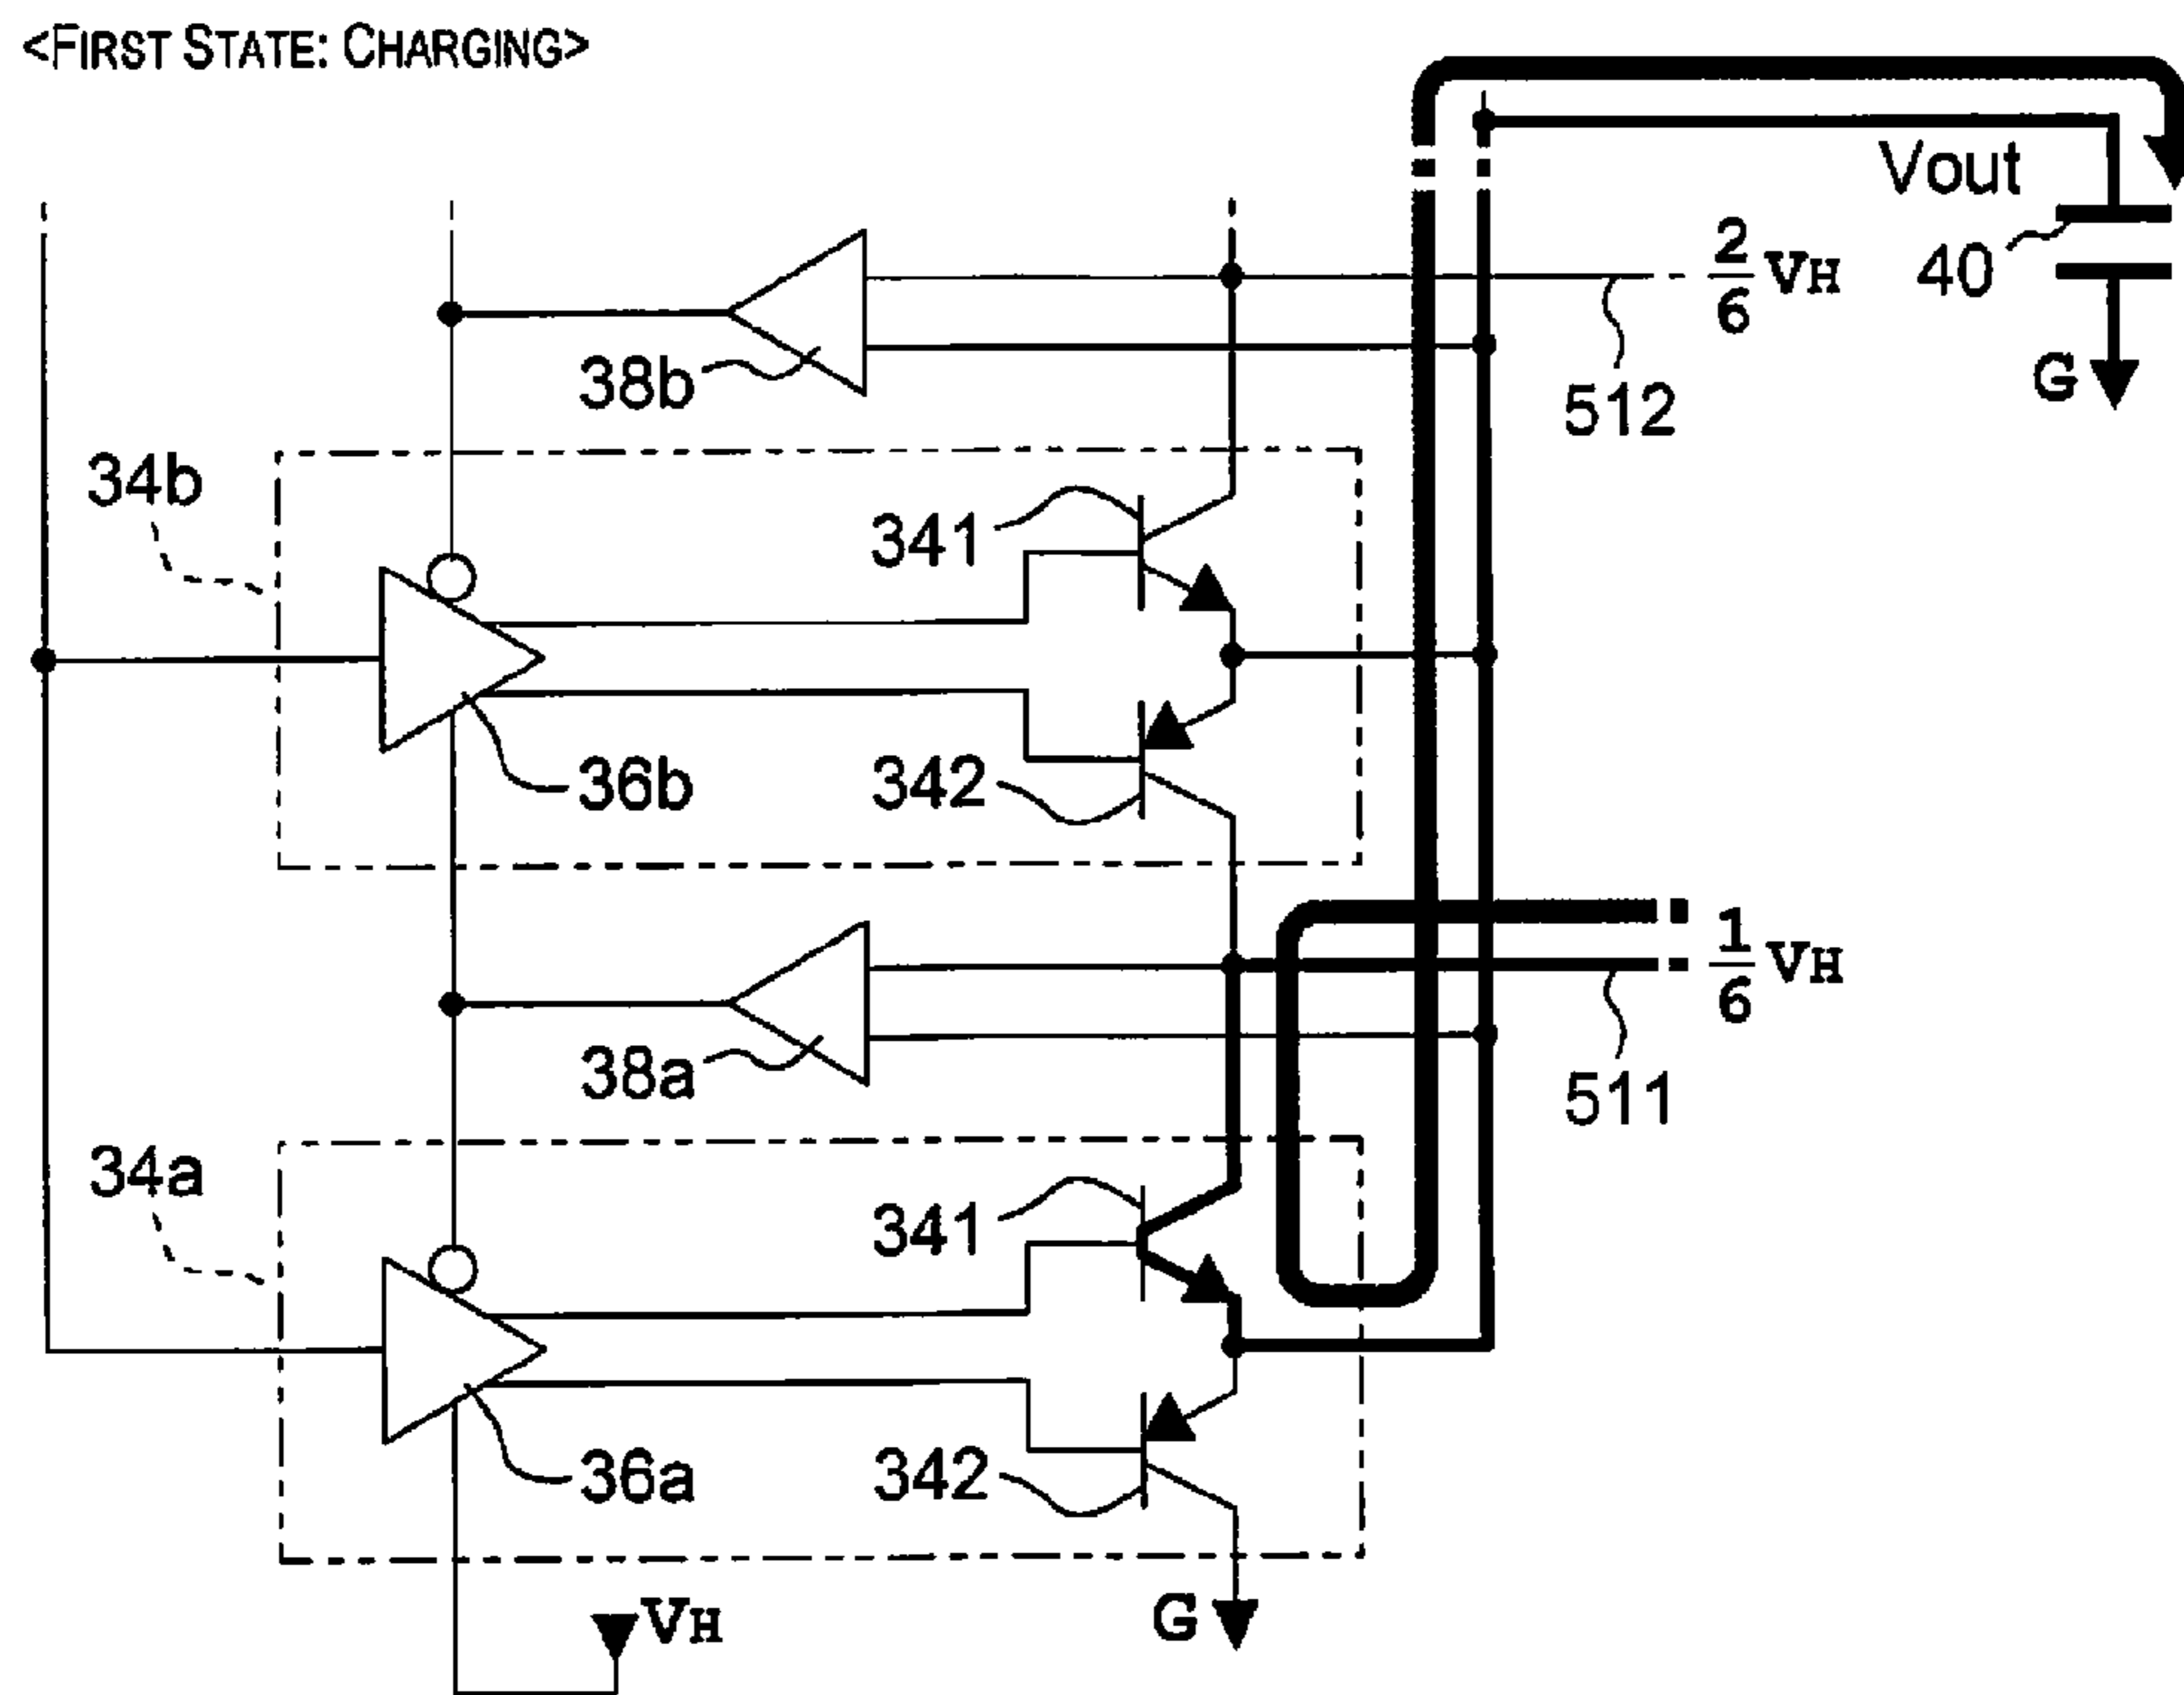 <FIRST STATE: CHARGING>
Vout
2/6 VH
40
38b
512
G
34b
341
36b
342
1/6 VH
38a
511
34a
341
36a
342
VH
G